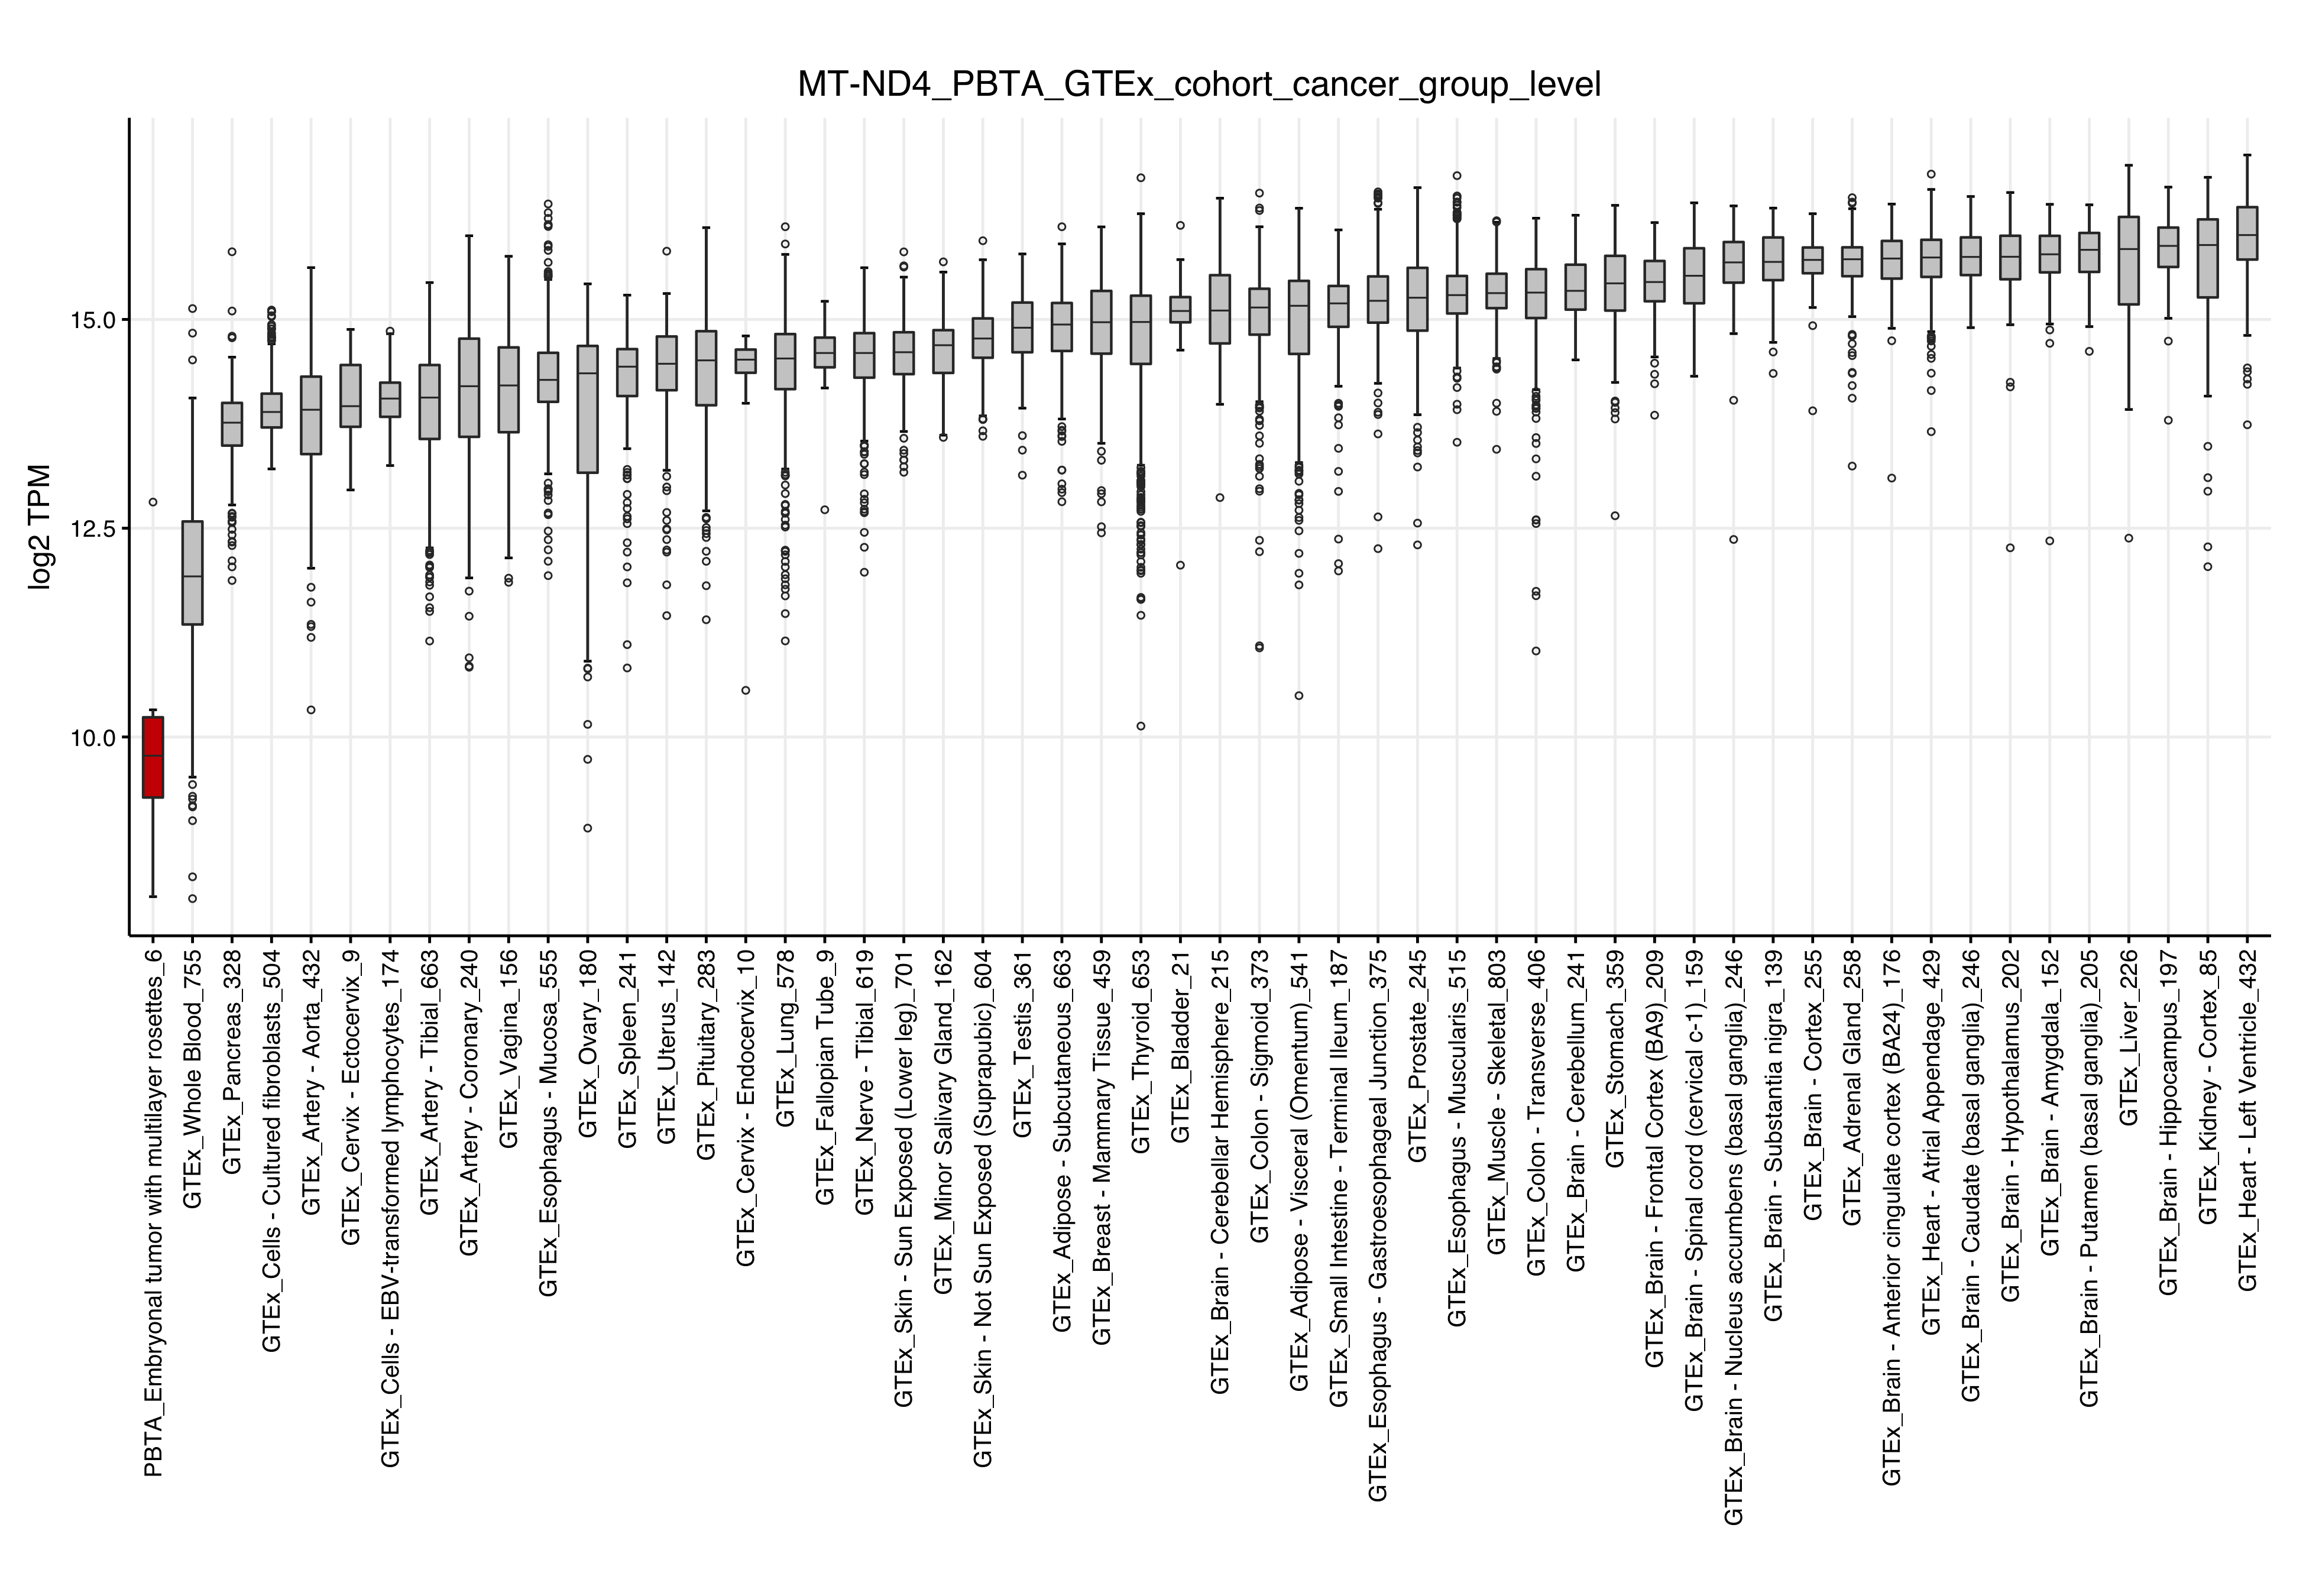 MT-ND4_PBTA_GTEx_cohort_cancer_group_level
log2 TPM
15.0
12.5
10.0
PBTA_Embryonal tumor with multilayer rosettes_6
GTEx_Whole Blood_755
GTEx_Pancreas_328
GTEx_Cells - Cultured fibroblasts_504
GTEx_Artery - Aorta_432
GTEx_Cervix - Ectocervix_9
GTEx_Cells - EBV-transformed lymphocytes_174
GTEx_Artery - Tibial_663
GTEx_Artery - Coronary_240
GTEx_Vagina_156
GTEx_Esophagus - Mucosa_555
GTEx_Ovary_180
GTEx_Spleen_241
GTEx_Uterus_142
GTEx_Pituitary_283
GTEx_Cervix - Endocervix_10
GTEx_Lung_578
GTEx_Fallopian Tube_9
GTEx_Nerve - Tibial_619
GTEx_Skin - Sun Exposed (Lower leg)_701
GTEx_Minor Salivary Gland_162
GTEx_Skin - Not Sun Exposed (Suprapubic)_604
GTEx_Testis_361
GTEx_Adipose - Subcutaneous_663
GTEx_Breast - Mammary Tissue_459
GTEx_Thyroid_653
GTEx_Bladder_21
GTEx_Brain - Cerebellar Hemisphere_215
GTEx_Colon - Sigmoid_373
GTEx_Adipose - Visceral (Omentum)_541
GTEx_Small Intestine - Terminal Ileum_187
GTEx_Esophagus - Gastroesophageal Junction_375
GTEx_Prostate_245
GTEx_Esophagus - Muscularis_515
GTEx_Muscle - Skeletal_803
GTEx_Colon - Transverse_406
GTEx_Brain - Cerebellum_241
GTEx_Stomach_359
GTEx_Brain - Frontal Cortex (BA9)_209
GTEx_Brain - Spinal cord (cervical c-1)_159
GTEx_Brain - Nucleus accumbens (basal ganglia)_246
GTEx_Brain - Substantia nigra_139
GTEx_Brain - Cortex_255
GTEx_Adrenal Gland_258
GTEx_Brain - Anterior cingulate cortex (BA24)_176
GTEx_Heart - Atrial Appendage_429
GTEx_Brain - Caudate (basal ganglia)_246
GTEx_Brain - Hypothalamus_202
GTEx_Brain - Amygdala_152
GTEx_Brain - Putamen (basal ganglia)_205
GTEx_Liver_226
GTEx_Brain - Hippocampus_197
GTEx_Kidney - Cortex_85
GTEx_Heart - Left Ventricle_432